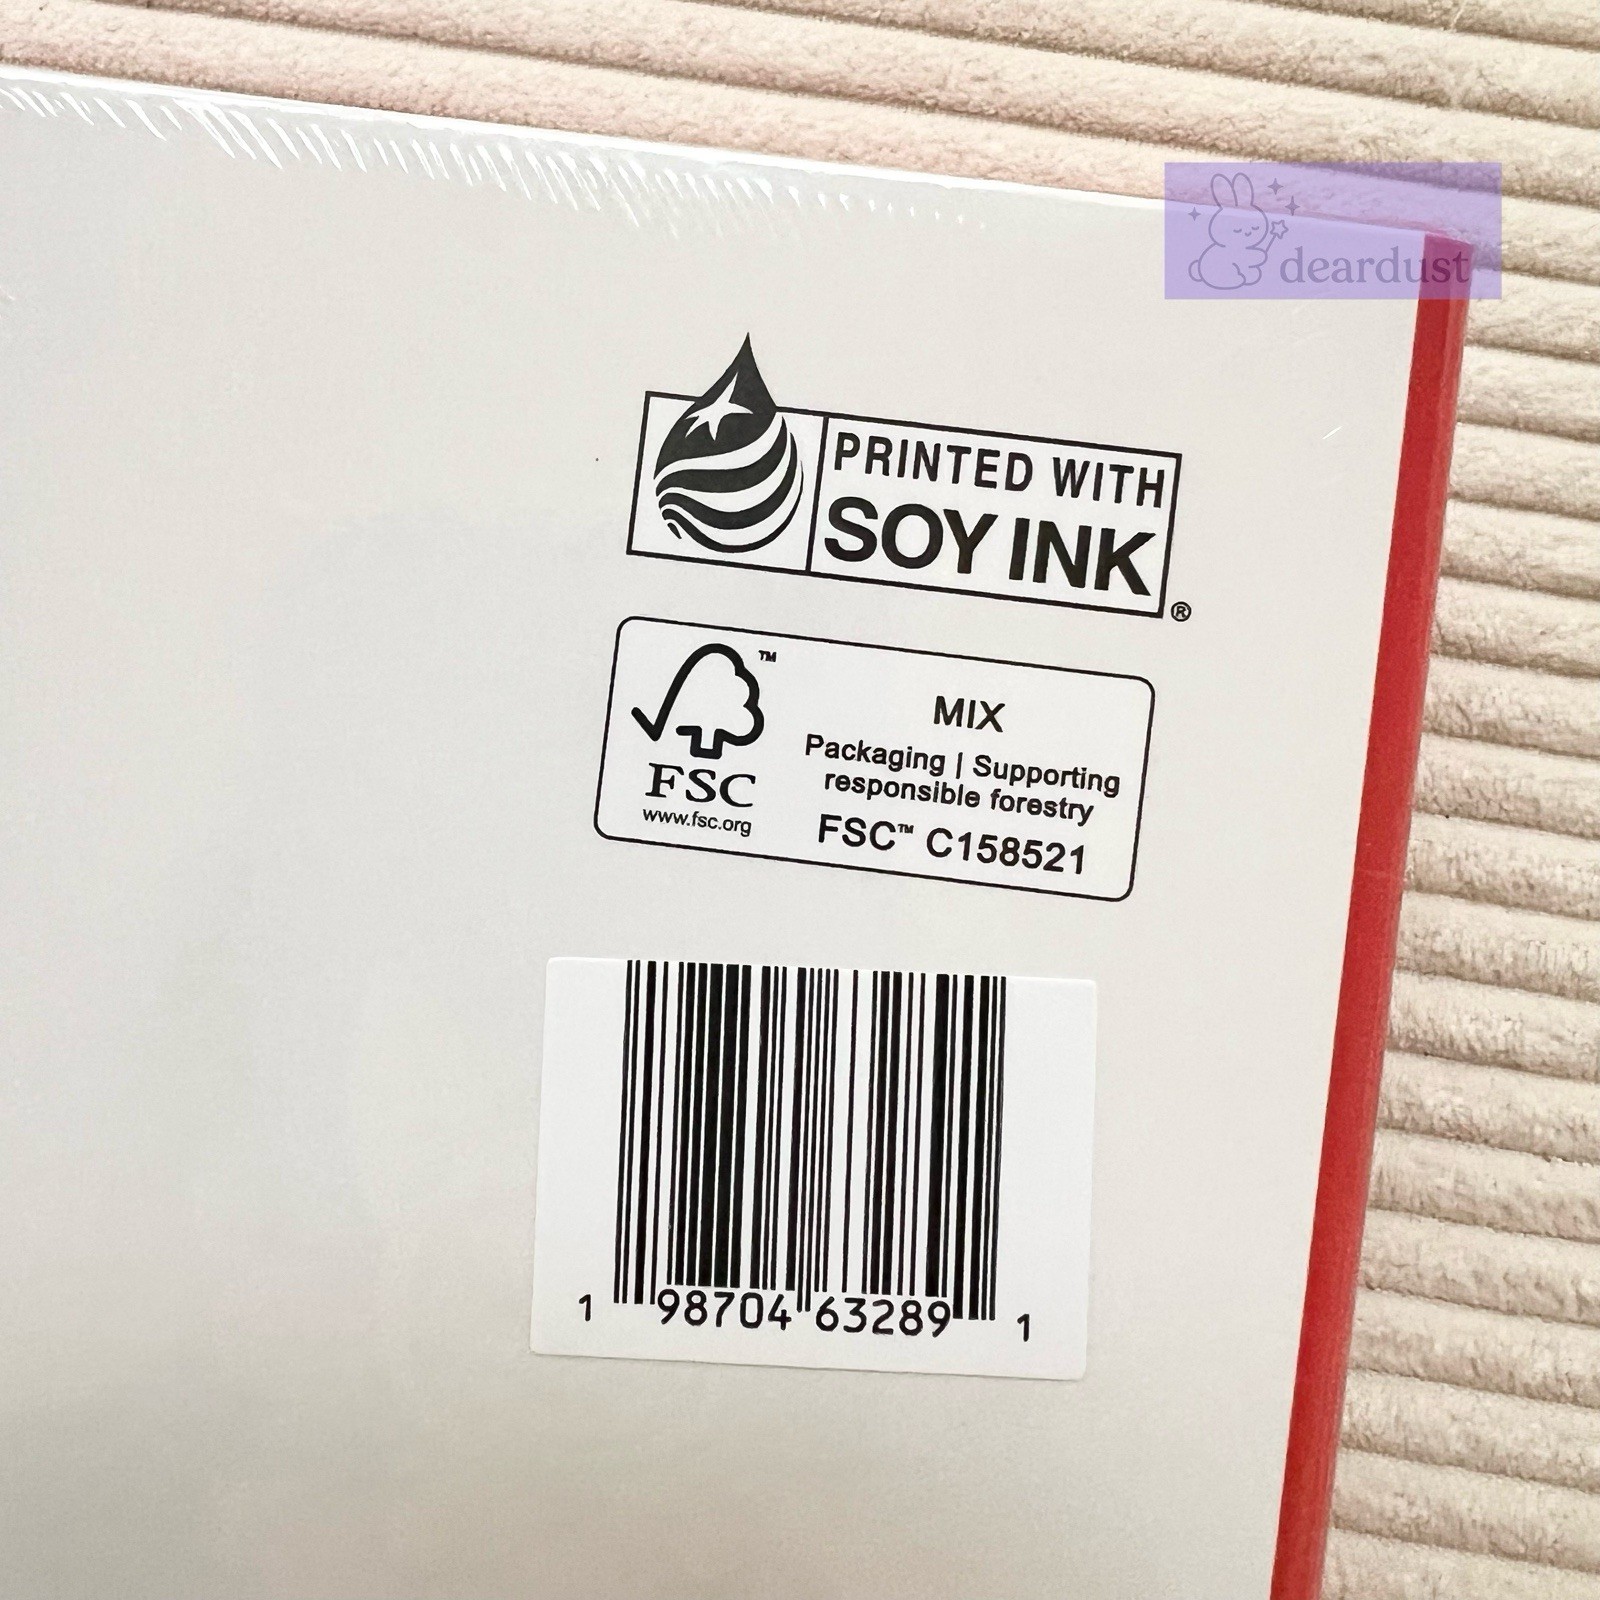 deardust
PRINTED WITH
SOY INK
®
™
FSC
www.fsc.org
MIX
Packaging | Supporting
responsible forestry
FSC™ C158521
1 98704 63289 1